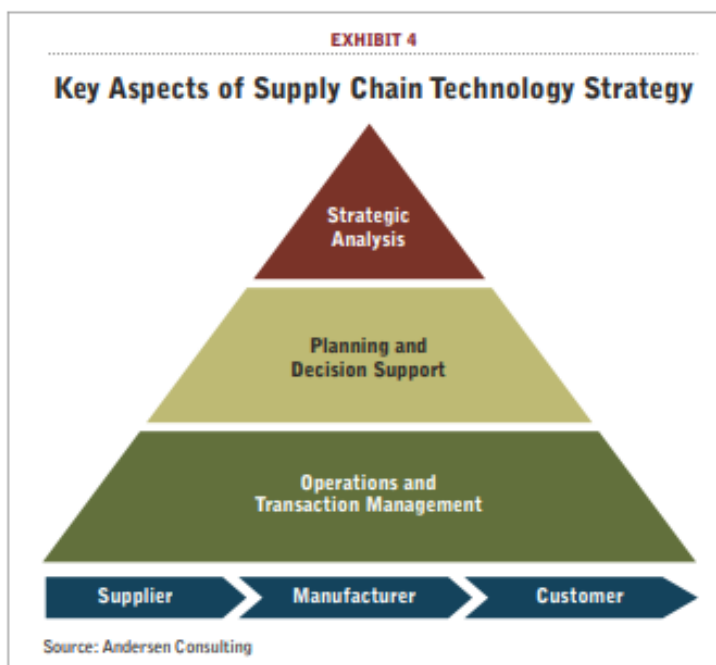 EXHIBIT 4
Key Aspects of Supply Chain Technology Strategy
Strategic
Analysis
Planning and
Decision Support
Operations and
Transaction Management
Supplier
Manufacturer
Customer
Source: Andersen Consulting